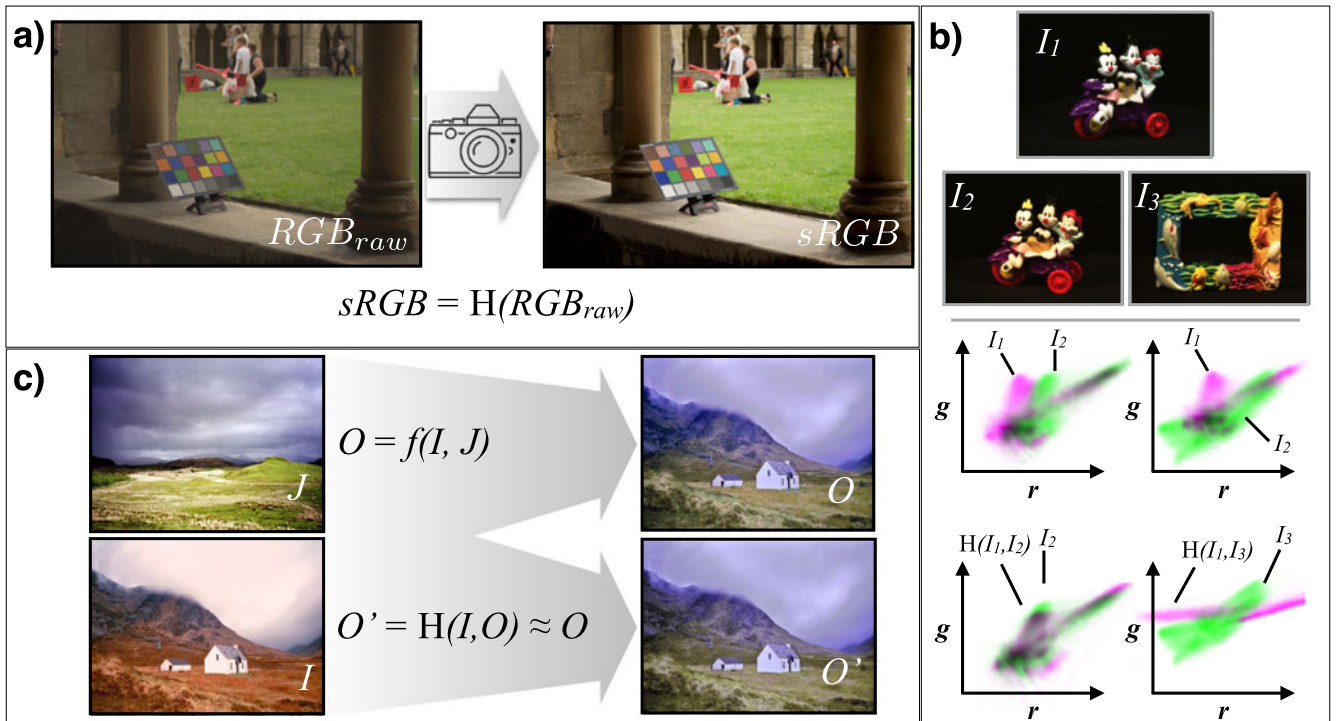 a)
RGBraw
sRGB
sRGB = H(RGBraw)
b)
I1
I2
I3
I1
I2
g
r
I1
I2
g
r
H(I1,I2)
I2
g
r
H(I1,I3)
I3
g
r
c)
J
O = f(I, J)
O
I
O' = H(I,O) ≈ O
O'